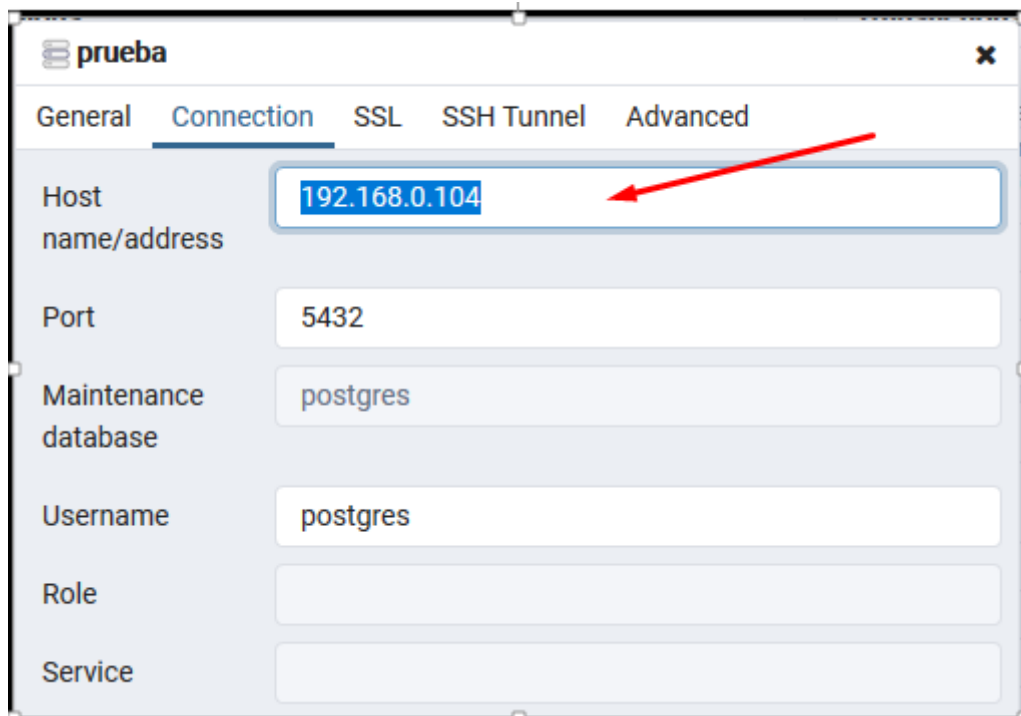 prueba
General Connection SSL SSH Tunnel Advanced
Host name/address
192.168.0.104
Port
5432
Maintenance database
postgres
Username
postgres
Role
Service